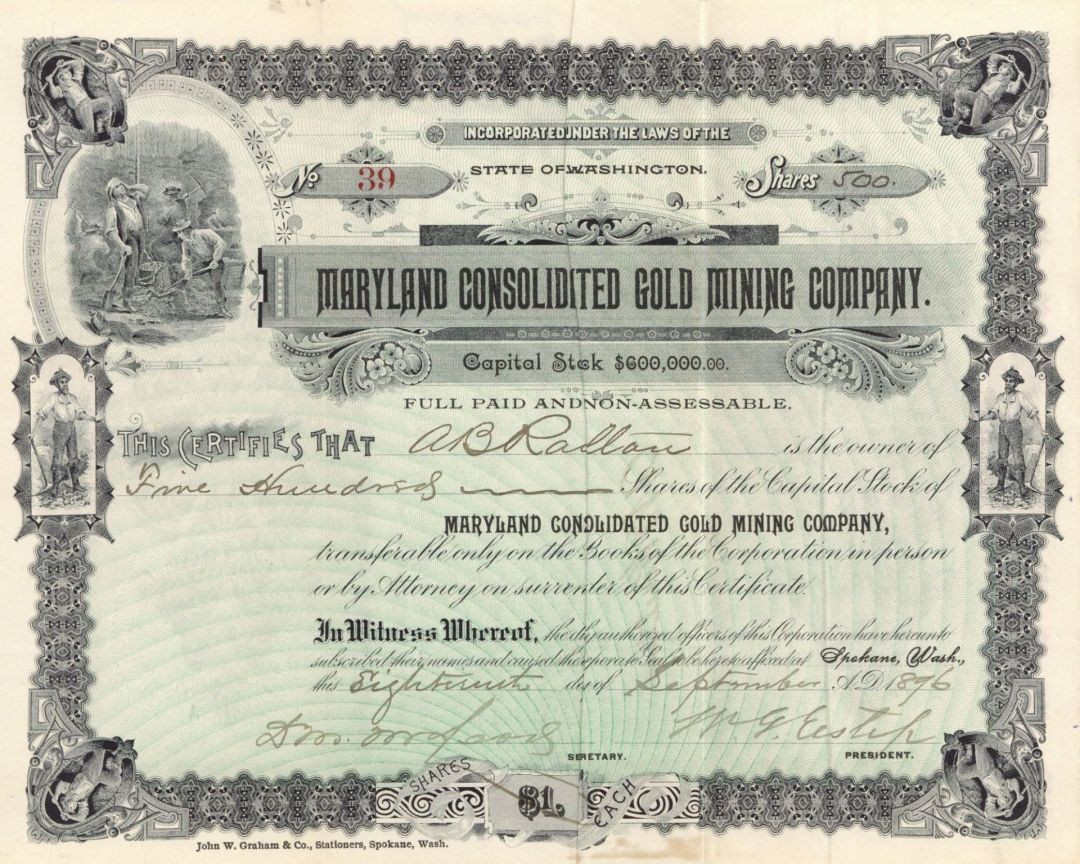 INCORPORATED UNDER THE LAWS OF THE
STATE OF WASHINGTON.
No 39
Shares 500.
MARYLAND CONSOLIDITED GOLD MINING COMPANY.
Capital Stck $600,000.00.
FULL PAID AND NON-ASSESSABLE.
THIS CERTIFIES THAT A B Rallou is the owner of
Five Hundred Shares of the Capital Stock of
MARYLAND CONOLIDATED GOLD MINING COMPANY,
transferable only on the Books of the Corporation in person
or by Attorney on surrender of this Certificate.
In Witness Whereof, the duly authorized officers of this Corporation have hereunto
subscribed their names and caused the corporate Seal to be hereto affixed at Spokane, Wash.,
this Eighteenth day of September A.D. 1896
SERETARY.
PRESIDENT.
SHARES $1. EACH
John W. Graham & Co., Stationers, Spokane, Wash.